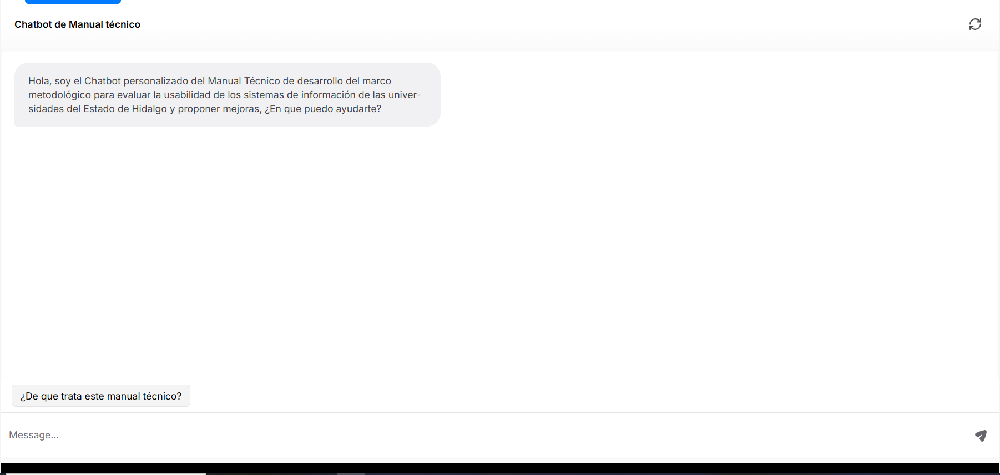 Chatbot de Manual técnico
Hola, soy el Chatbot personalizado del Manual Técnico de desarrollo del marco
metodológico para evaluar la usabilidad de los sistemas de información de las univer-
sidades del Estado de Hidalgo y proponer mejoras, ¿En que puedo ayudarte?
¿De que trata este manual técnico?
Message...